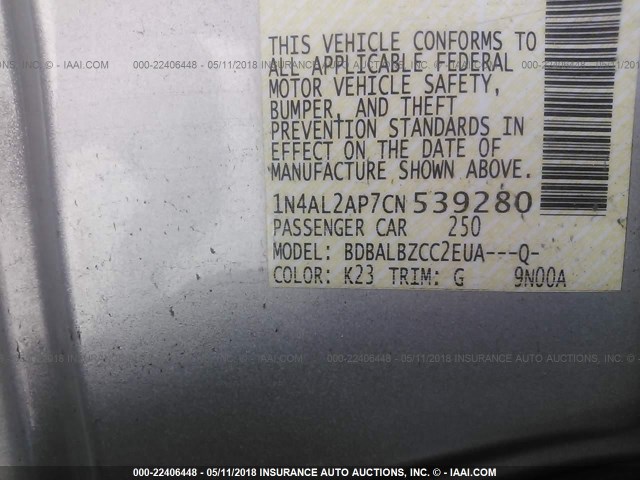 THIS VEHICLE CONFORMS TO
ALL APPLICABLE FEDERAL
MOTOR VEHICLE SAFETY,
BUMPER, AND THEFT
PREVENTION STANDARDS IN
EFFECT ON THE DATE OF
MANUFACTURE SHOWN ABOVE.
1N4AL2AP7CN 539280
PASSENGER CAR 250
MODEL: BDBALBZCC2EUA---Q-
COLOR: K23 TRIM: G 9N00A
000-22406448 - 05/11/2018 INSURANCE AUTO AUCTIONS, INC. - © - IAAI.COM